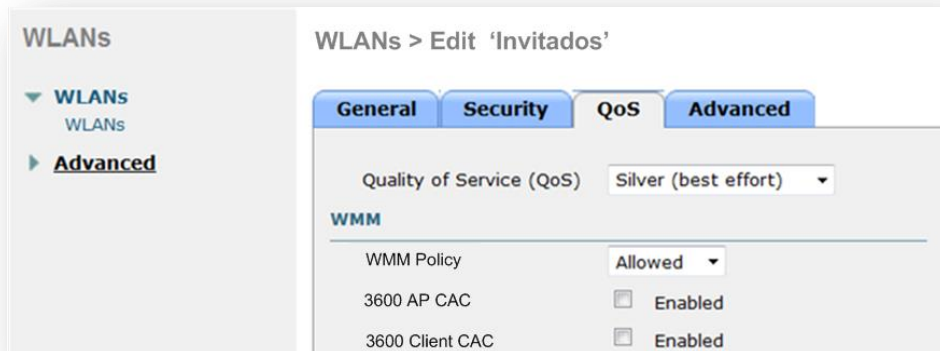 WLANs
WLANs > Edit 'Invitados'
WLANs
WLANs
Advanced
General Security QoS Advanced
Quality of Service (QoS) Silver (best effort)
WMM
WMM Policy Allowed
3600 AP CAC Enabled
3600 Client CAC Enabled